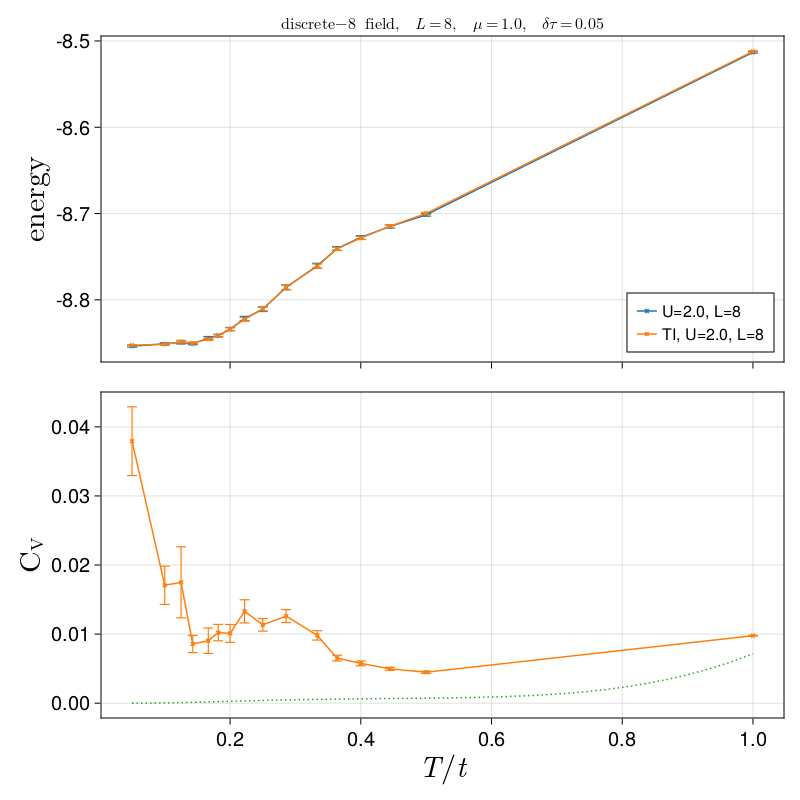 discrete−8 field, L = 8, μ = 1.0, δτ = 0.05
-8.5
-8.6
-8.7
-8.8
energy
U=2.0, L=8
TI, U=2.0, L=8
0.04
0.03
0.02
0.01
0.00
C_V
0.2 0.4 0.6 0.8 1.0
T/t